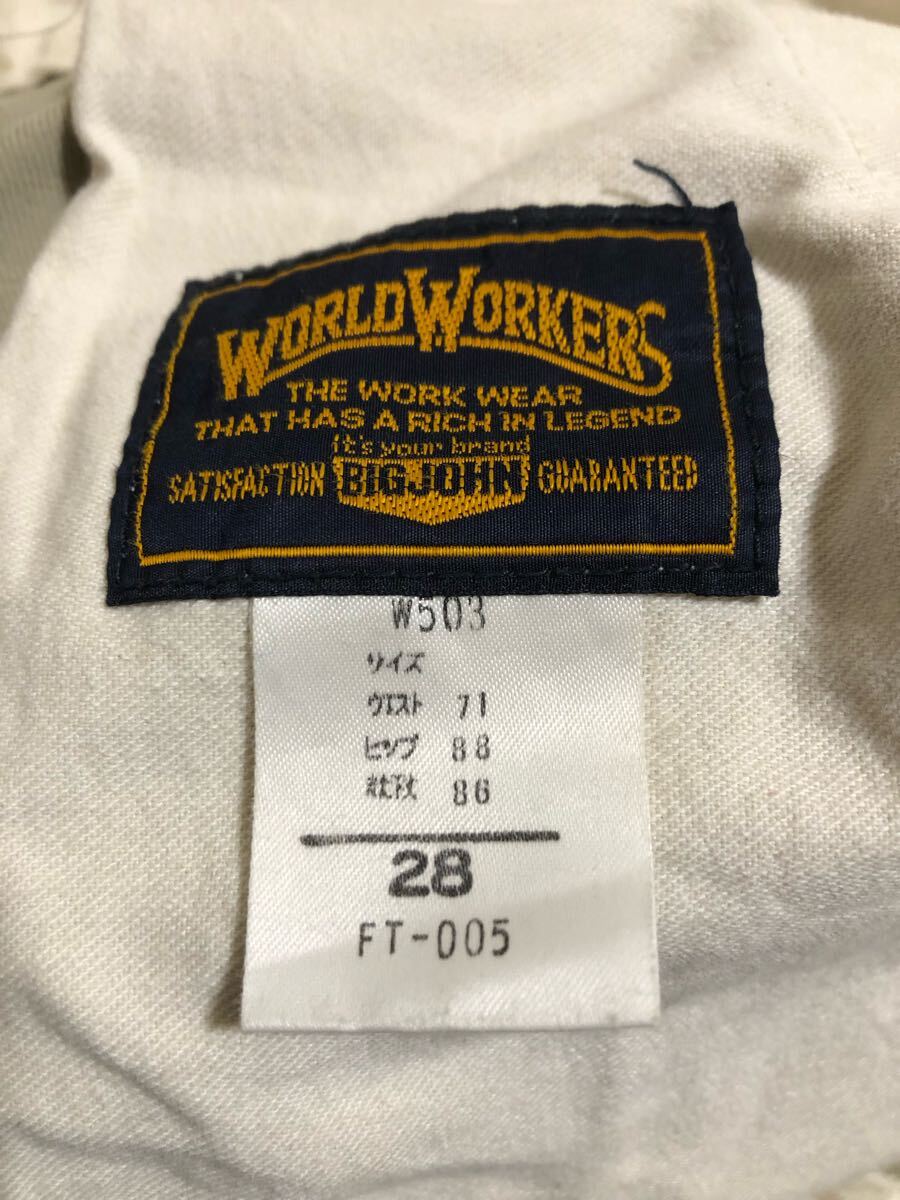 WORLD WORKERS
THE WORK WEAR
THAT HAS A RICH IN LEGEND
It's your brand
SATISFACTION BIG JOHN GUARANTEED
W503
サイズ
ウエスト 71
ヒップ 88
股下 86
28
FT-005